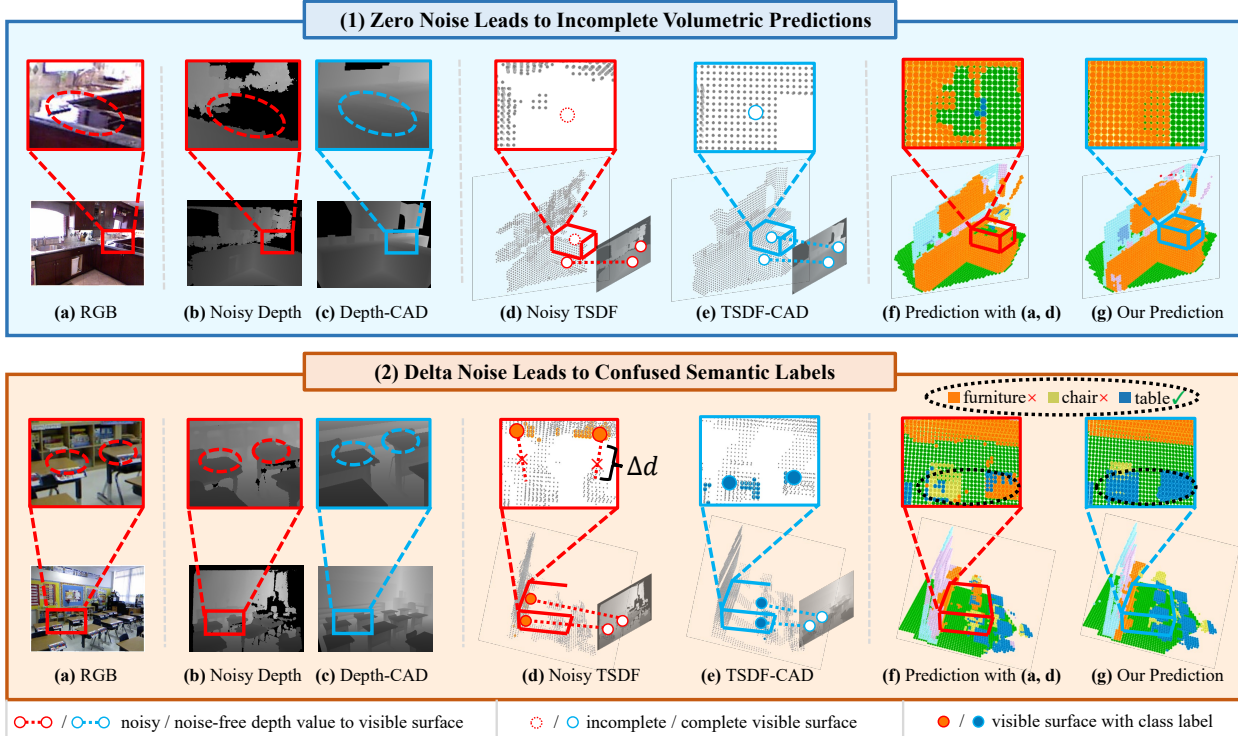 (1) Zero Noise Leads to Incomplete Volumetric Predictions
(a) RGB
(b) Noisy Depth
(c) Depth-CAD
(d) Noisy TSDF
(e) TSDF-CAD
(f) Prediction with (a, d)
(g) Our Prediction
(2) Delta Noise Leads to Confused Semantic Labels
furniture× chair× table✓
Δd
(a) RGB
(b) Noisy Depth
(c) Depth-CAD
(d) Noisy TSDF
(e) TSDF-CAD
(f) Prediction with (a, d)
(g) Our Prediction
/ noisy / noise-free depth value to visible surface
/ incomplete / complete visible surface
/ visible surface with class label